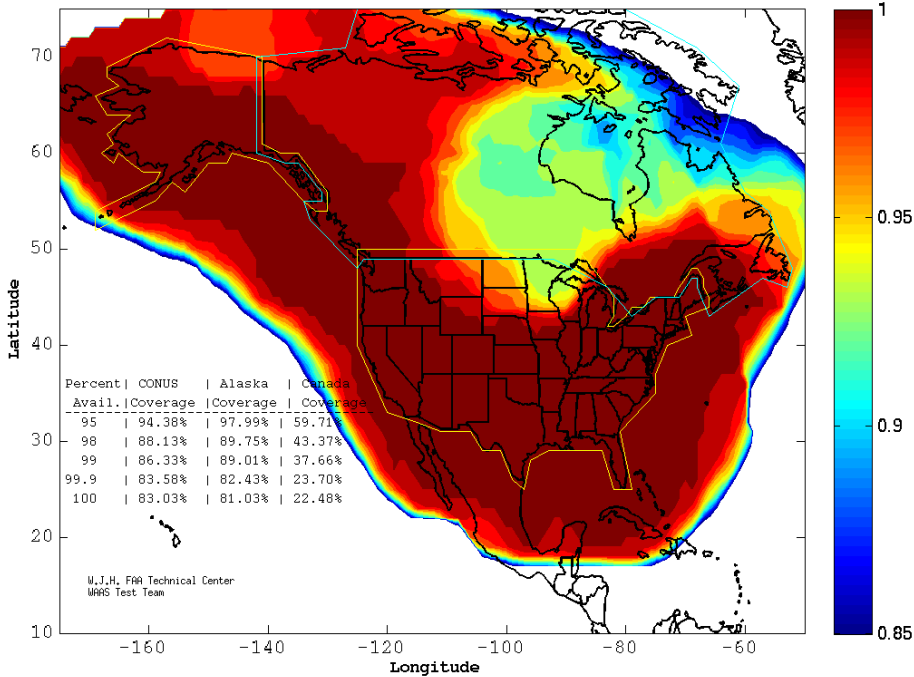 1
70
60
50
40
30
20
10
Latitude
0.95
0.9
0.85
Percent| CONUS | Alaska | Canada
Avail.|Coverage |Coverage | Coverage
95 | 94.38% | 97.99% | 59.71%
98 | 88.13% | 89.75% | 43.37%
99 | 86.33% | 89.01% | 37.66%
99.9 | 83.58% | 82.43% | 23.70%
100 | 83.03% | 81.03% | 22.48%
W.J.H. FAA Technical Center
WAAS Test Team
-160 -140 -120 -100 -80 -60
Longitude